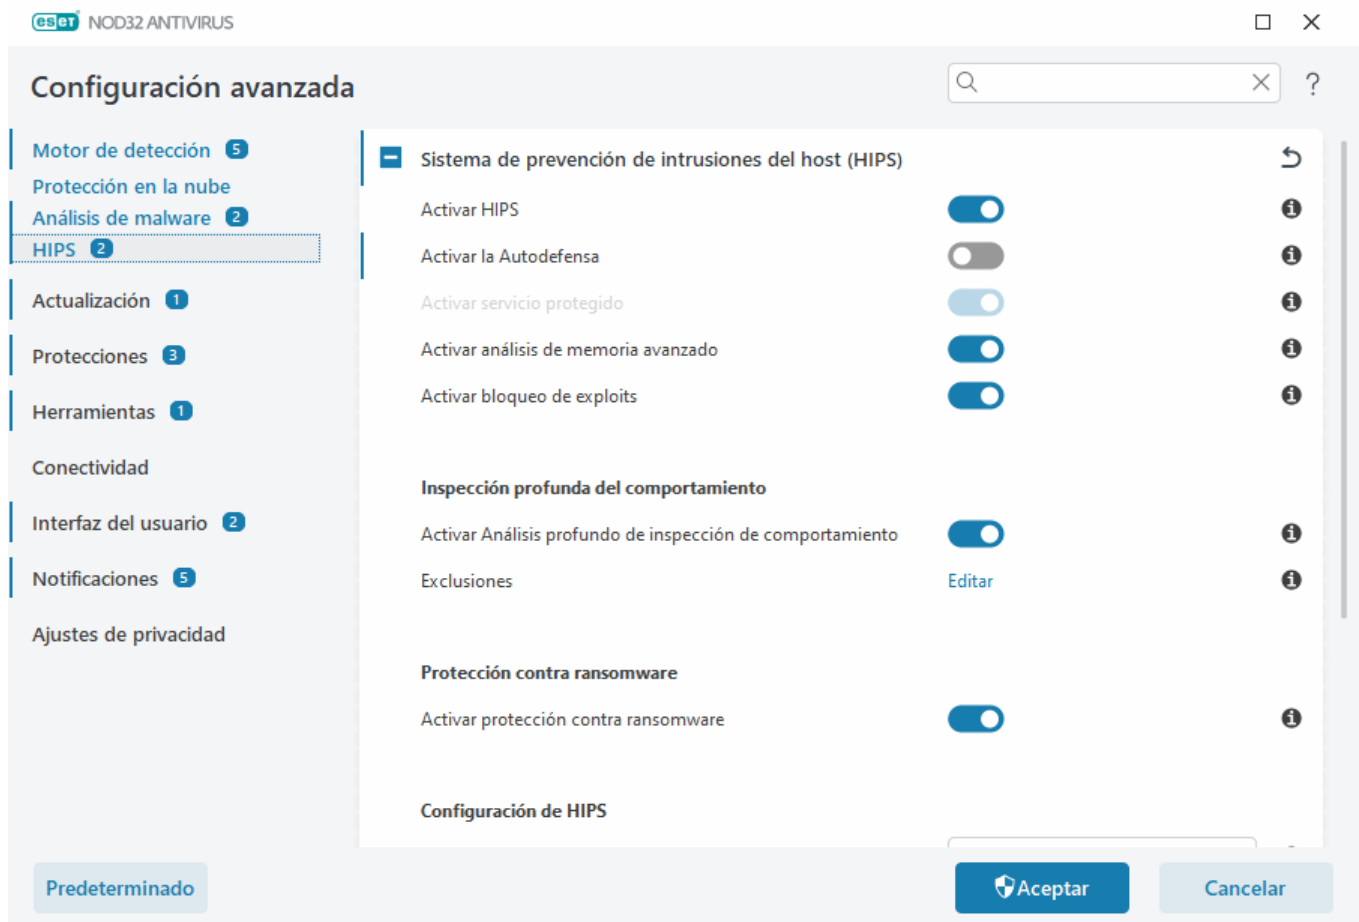 eset NOD32 ANTIVIRUS
Configuración avanzada
?
Motor de detección 5
Protección en la nube
Análisis de malware 2
HIPS 2
Actualización 1
Protecciones 3
Herramientas 1
Conectividad
Interfaz del usuario 2
Notificaciones 5
Ajustes de privacidad
Sistema de prevención de intrusiones del host (HIPS)
Activar HIPS
Activar la Autodefensa
Activar servicio protegido
Activar análisis de memoria avanzado
Activar bloqueo de exploits
Inspección profunda del comportamiento
Activar Análisis profundo de inspección de comportamiento
Exclusiones Editar
Protección contra ransomware
Activar protección contra ransomware
Configuración de HIPS
Predeterminado
Aceptar
Cancelar